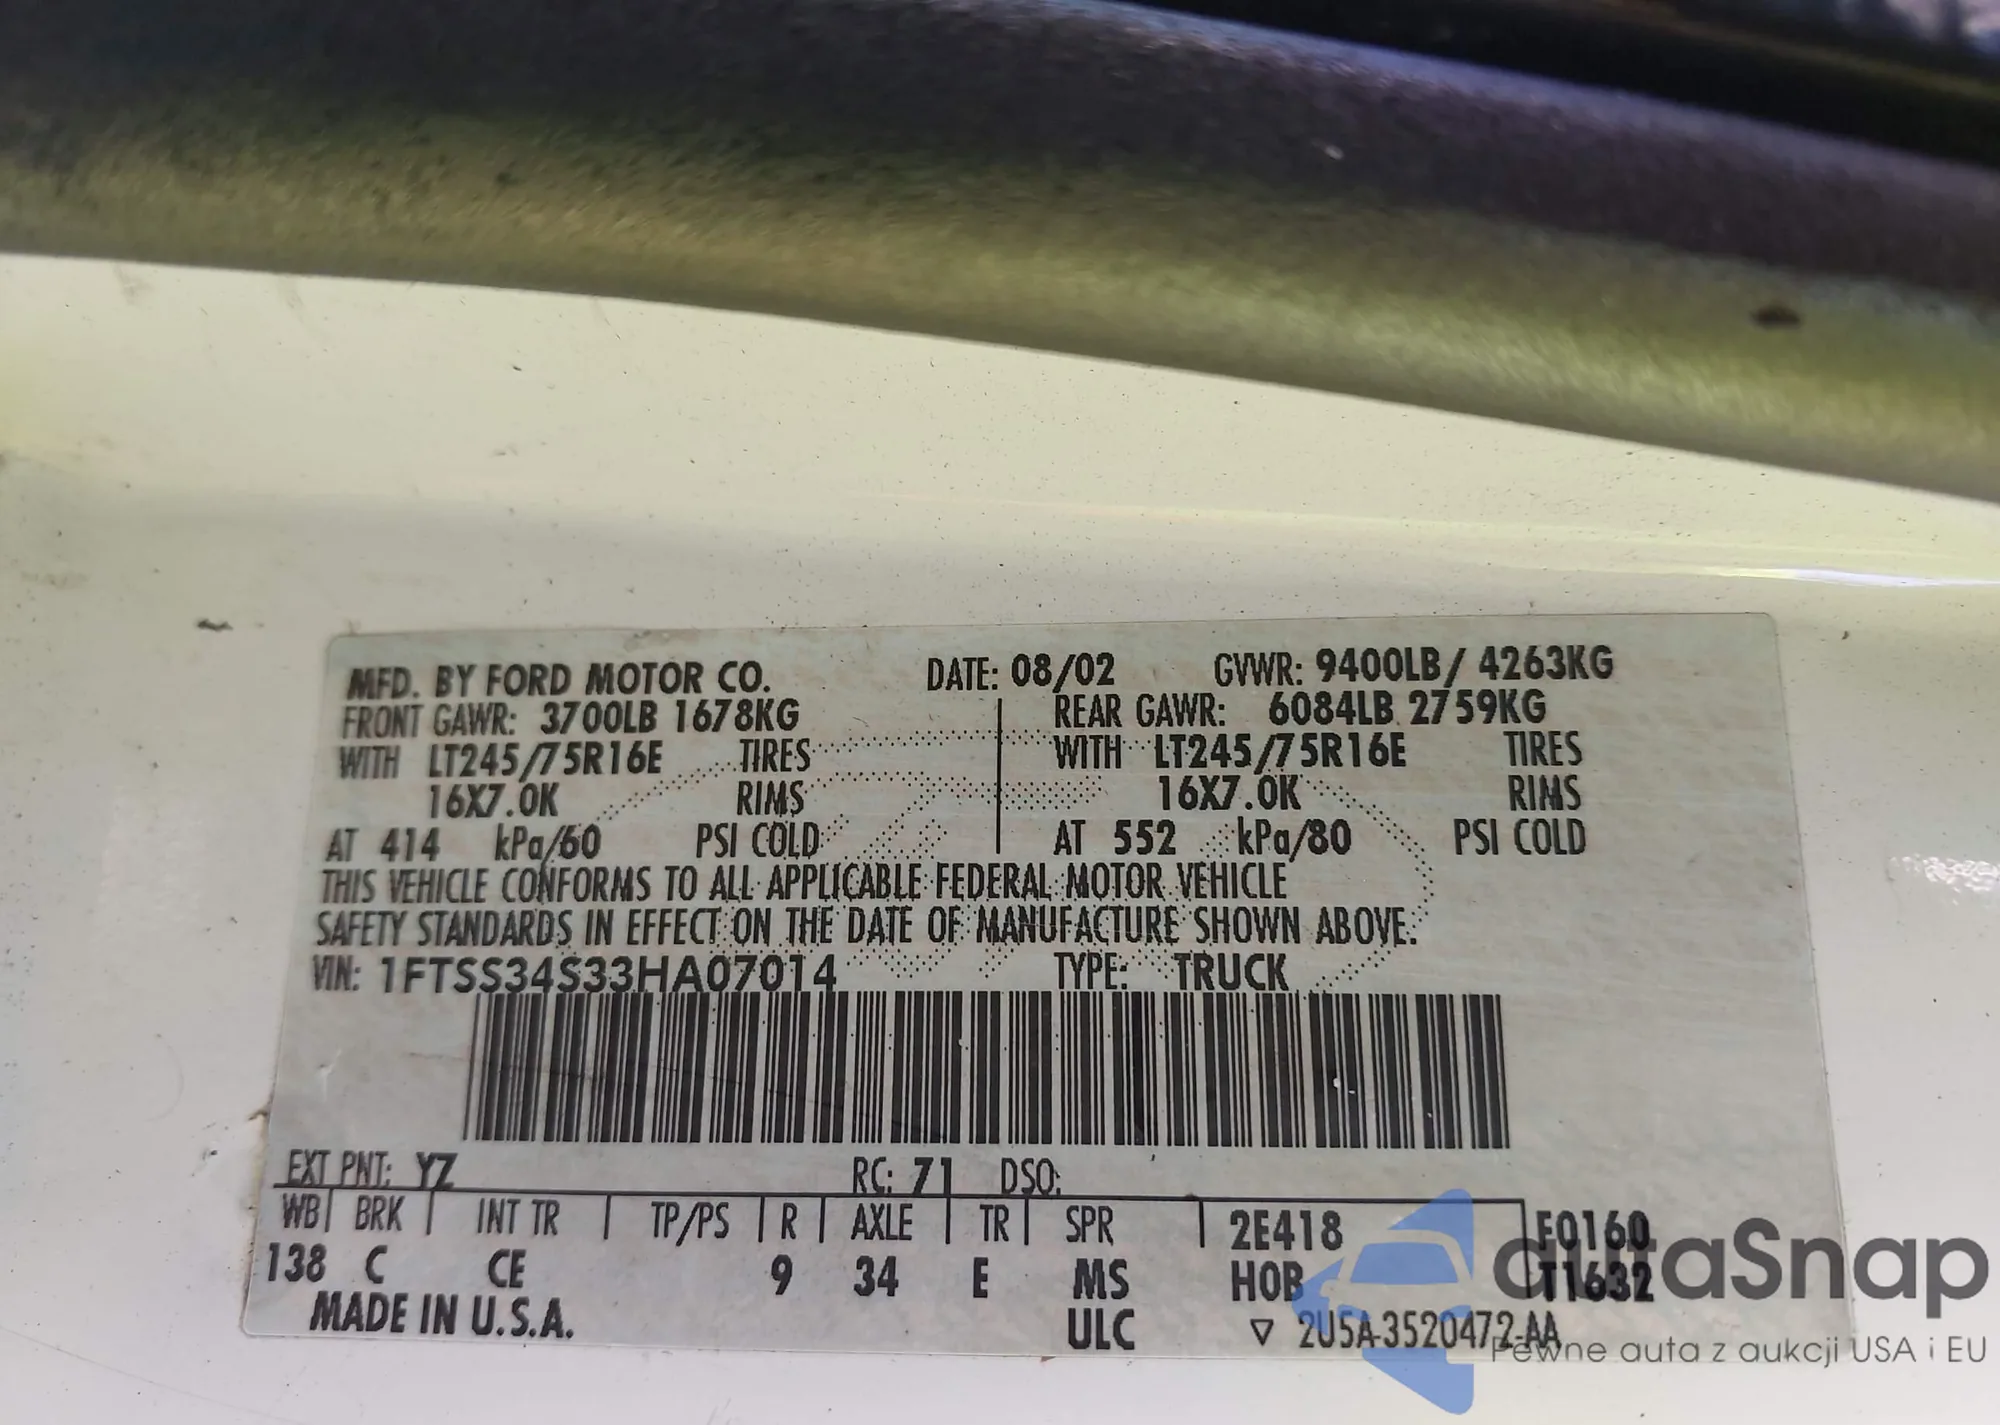 MFD. BY FORD MOTOR CO. DATE: 08/02 GVWR: 9400LB/ 4263KG
FRONT GAWR: 3700LB 1678KG REAR GAWR: 6084LB 2759KG
WITH LT245/75R16E TIRES WITH LT245/75R16E TIRES
16X7.0K RIMS 16X7.0K RIMS
AT 414 kPa/60 PSI COLD AT 552 kPa/80 PSI COLD
THIS VEHICLE CONFORMS TO ALL APPLICABLE FEDERAL MOTOR VEHICLE
SAFETY STANDARDS IN EFFECT ON THE DATE OF MANUFACTURE SHOWN ABOVE.
VIN: 1FTSS34S33HA07014 TYPE: TRUCK
EXT PNT: YZ RC: 71 DSO:
WB BRK INT TR TP/PS R AXLE TR SPR 2E418 F0160
138 C CE 9 34 E MS HOB T1632
MADE IN U.S.A. ULC ▽ 2U5A-3520472-AA
autaSnap
Pewne auta z aukcji USA i EU